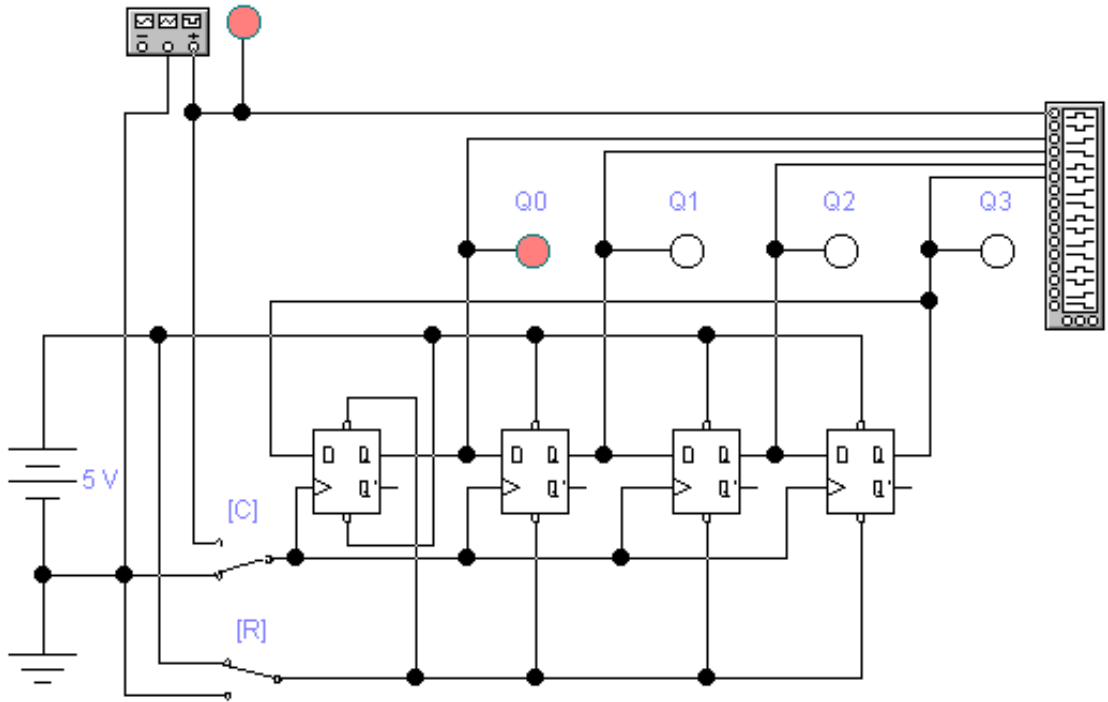 − +
Q0 Q1 Q2 Q3
D Q D Q D Q D Q
5 V
Q' Q' Q' Q'
[C]
[R]